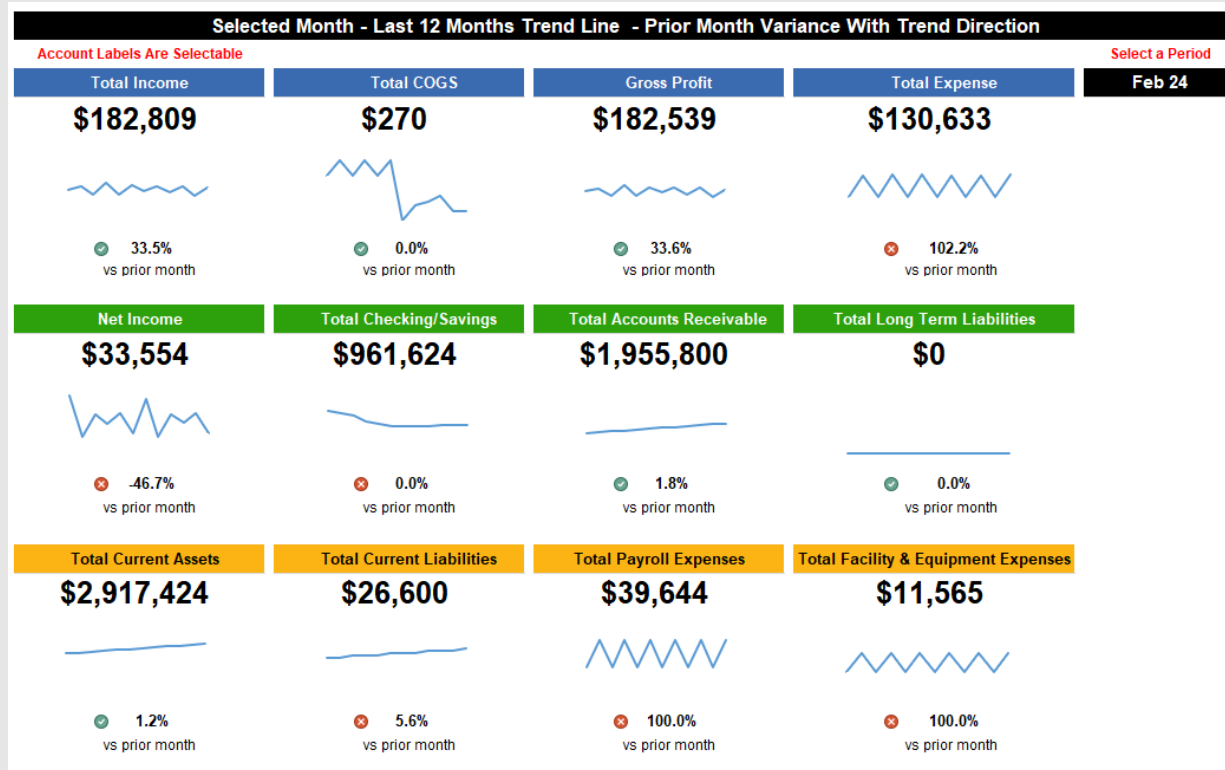 Selected Month - Last 12 Months Trend Line - Prior Month Variance With Trend Direction
Account Labels Are Selectable
Select a Period
Total Income
Total COGS
Gross Profit
Total Expense
Feb 24
$182,809
$270
$182,539
$130,633
33.5%
0.0%
33.6%
102.2%
vs prior month
vs prior month
vs prior month
vs prior month
Net Income
Total Checking/Savings
Total Accounts Receivable
Total Long Term Liabilities
$33,554
$961,624
$1,955,800
$0
-46.7%
0.0%
1.8%
0.0%
vs prior month
vs prior month
vs prior month
vs prior month
Total Current Assets
Total Current Liabilities
Total Payroll Expenses
Total Facility & Equipment Expenses
$2,917,424
$26,600
$39,644
$11,565
1.2%
5.6%
100.0%
100.0%
vs prior month
vs prior month
vs prior month
vs prior month